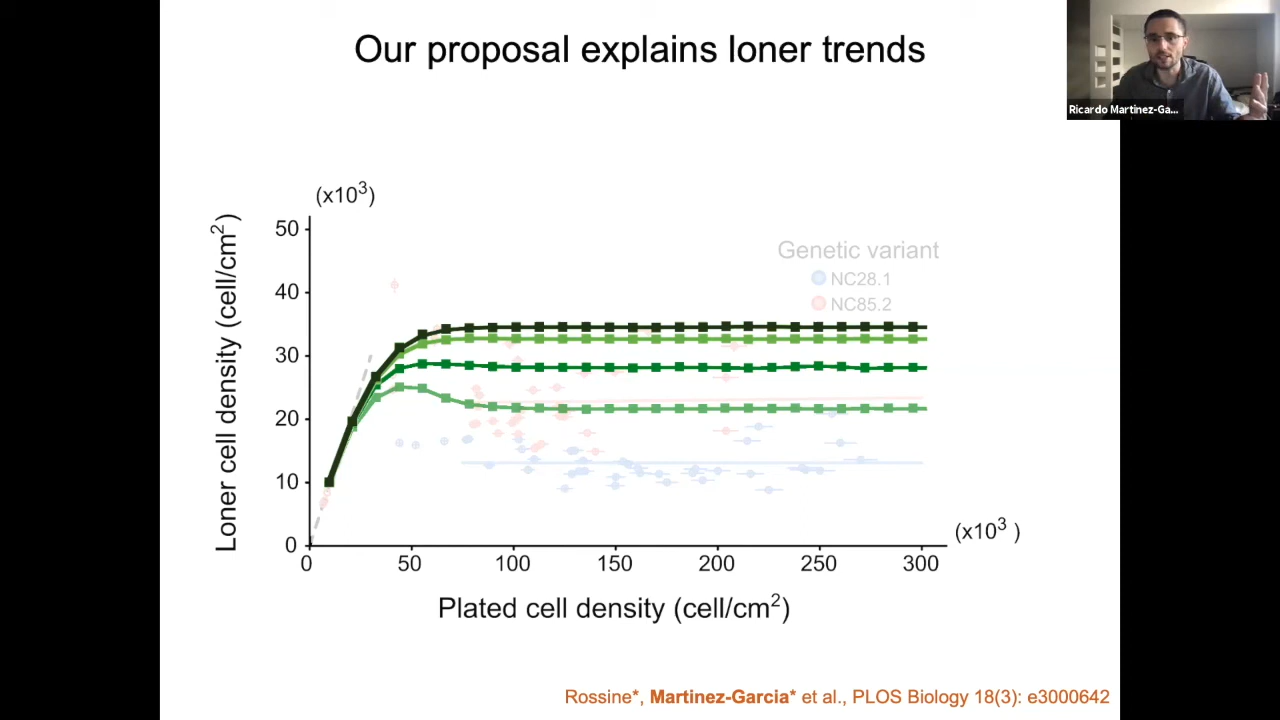 Our proposal explains loner trends
Ricardo Martinez-Ga...
(x10³)
Loner cell density (cell/cm²)
50
40
30
20
10
0
Genetic variant
NC28.1
NC85.2
0 50 100 150 200 250 300
(x10³ )
Plated cell density (cell/cm²)
Rossine*, Martinez-Garcia* et al., PLOS Biology 18(3): e3000642